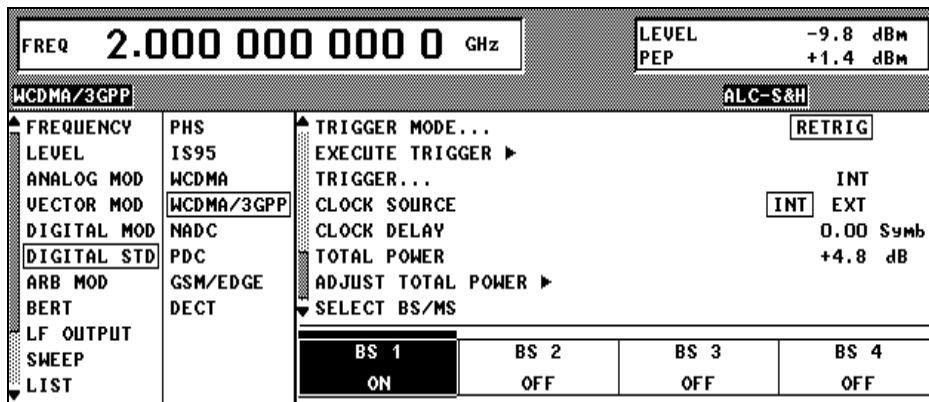 FREQ 2.000 000 000 0 GHz
LEVEL -9.8 dBm
PEP +1.4 dBm
WCDMA/3GPP
ALC-S&H
FREQUENCY
LEVEL
ANALOG MOD
VECTOR MOD
DIGITAL MOD
DIGITAL STD
ARB MOD
BERT
LF OUTPUT
SWEEP
LIST
PHS
IS95
WCDMA
WCDMA/3GPP
NADC
PDC
GSM/EDGE
DECT
TRIGGER MODE... RETRIG
EXECUTE TRIGGER ▶
TRIGGER... INT
CLOCK SOURCE INT EXT
CLOCK DELAY 0.00 Symb
TOTAL POWER +4.8 dB
ADJUST TOTAL POWER ▶
SELECT BS/MS
BS 1 BS 2 BS 3 BS 4
ON OFF OFF OFF